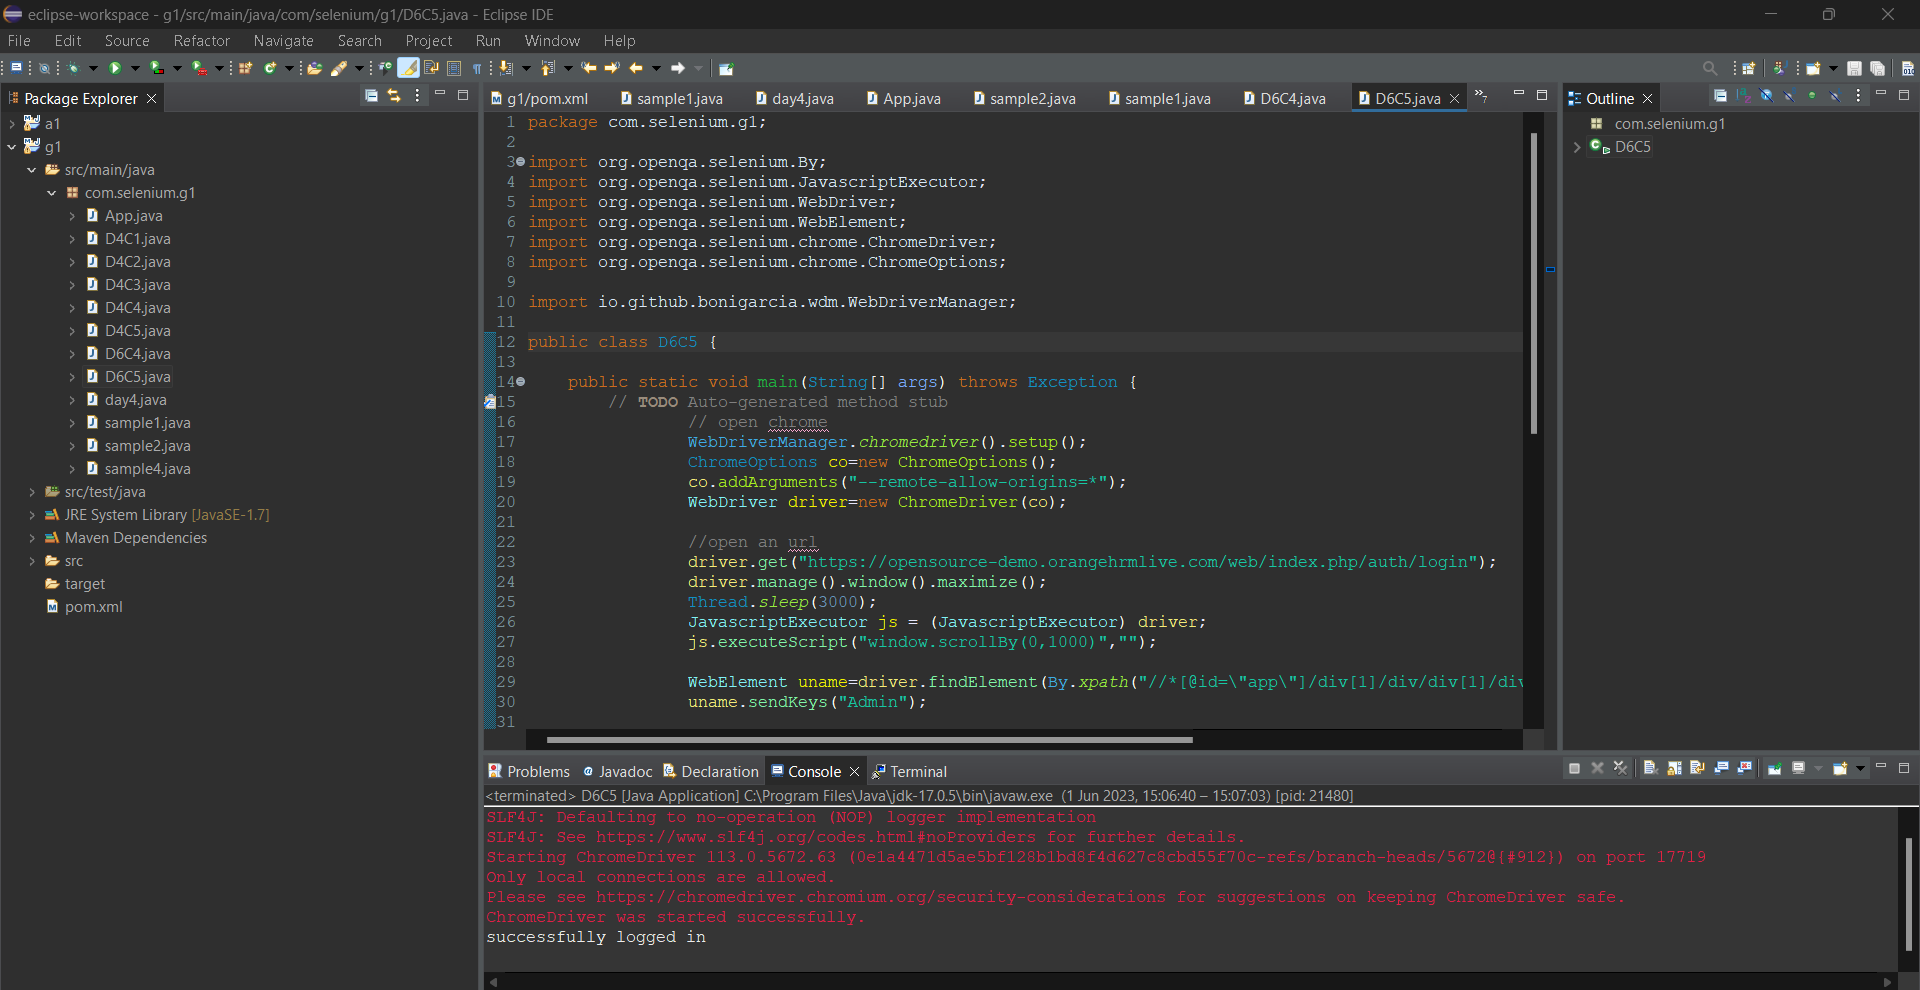 eclipse-workspace - g1/src/main/java/com/selenium/g1/D6C5.java - Eclipse IDE
File Edit Source Refactor Navigate Search Project Run Window Help
Package Explorer
a1
g1
src/main/java
com.selenium.g1
App.java
D4C1.java
D4C2.java
D4C3.java
D4C4.java
D4C5.java
D6C4.java
D6C5.java
day4.java
sample1.java
sample2.java
sample4.java
src/test/java
JRE System Library [JavaSE-1.7]
Maven Dependencies
src
target
pom.xml
g1/pom.xml sample1.java day4.java App.java sample2.java sample1.java D6C4.java D6C5.java »7
1 package com.selenium.g1;
2
3 import org.openqa.selenium.By;
4 import org.openqa.selenium.JavascriptExecutor;
5 import org.openqa.selenium.WebDriver;
6 import org.openqa.selenium.WebElement;
7 import org.openqa.selenium.chrome.ChromeDriver;
8 import org.openqa.selenium.chrome.ChromeOptions;
9
10 import io.github.bonigarcia.wdm.WebDriverManager;
11
12 public class D6C5 {
13
14 public static void main(String[] args) throws Exception {
15 // TODO Auto-generated method stub
16 // open chrome
17 WebDriverManager.chromedriver().setup();
18 ChromeOptions co=new ChromeOptions();
19 co.addArguments("--remote-allow-origins=*");
20 WebDriver driver=new ChromeDriver(co);
21
22 //open an url
23 driver.get("https://opensource-demo.orangehrmlive.com/web/index.php/auth/login");
24 driver.manage().window().maximize();
25 Thread.sleep(3000);
26 JavascriptExecutor js = (JavascriptExecutor) driver;
27 js.executeScript("window.scrollBy(0,1000)","");
28
29 WebElement uname=driver.findElement(By.xpath("//*[@id=\"app\"]/div[1]/div/div[1]/div
30 uname.sendKeys("Admin");
31
Outline
com.selenium.g1
D6C5
Problems Javadoc Declaration Console Terminal
<terminated> D6C5 [Java Application] C:\Program Files\Java\jdk-17.0.5\bin\javaw.exe (1 Jun 2023, 15:06:40 – 15:07:03) [pid: 21480]
SLF4J: Defaulting to no-operation (NOP) logger implementation
SLF4J: See https://www.slf4j.org/codes.html#noProviders for further details.
Starting ChromeDriver 113.0.5672.63 (0e1a4471d5ae5bf128b1bd8f4d627c8cbd55f70c-refs/branch-heads/5672@{#912}) on port 17719
Only local connections are allowed.
Please see https://chromedriver.chromium.org/security-considerations for suggestions on keeping ChromeDriver safe.
ChromeDriver was started successfully.
successfully logged in